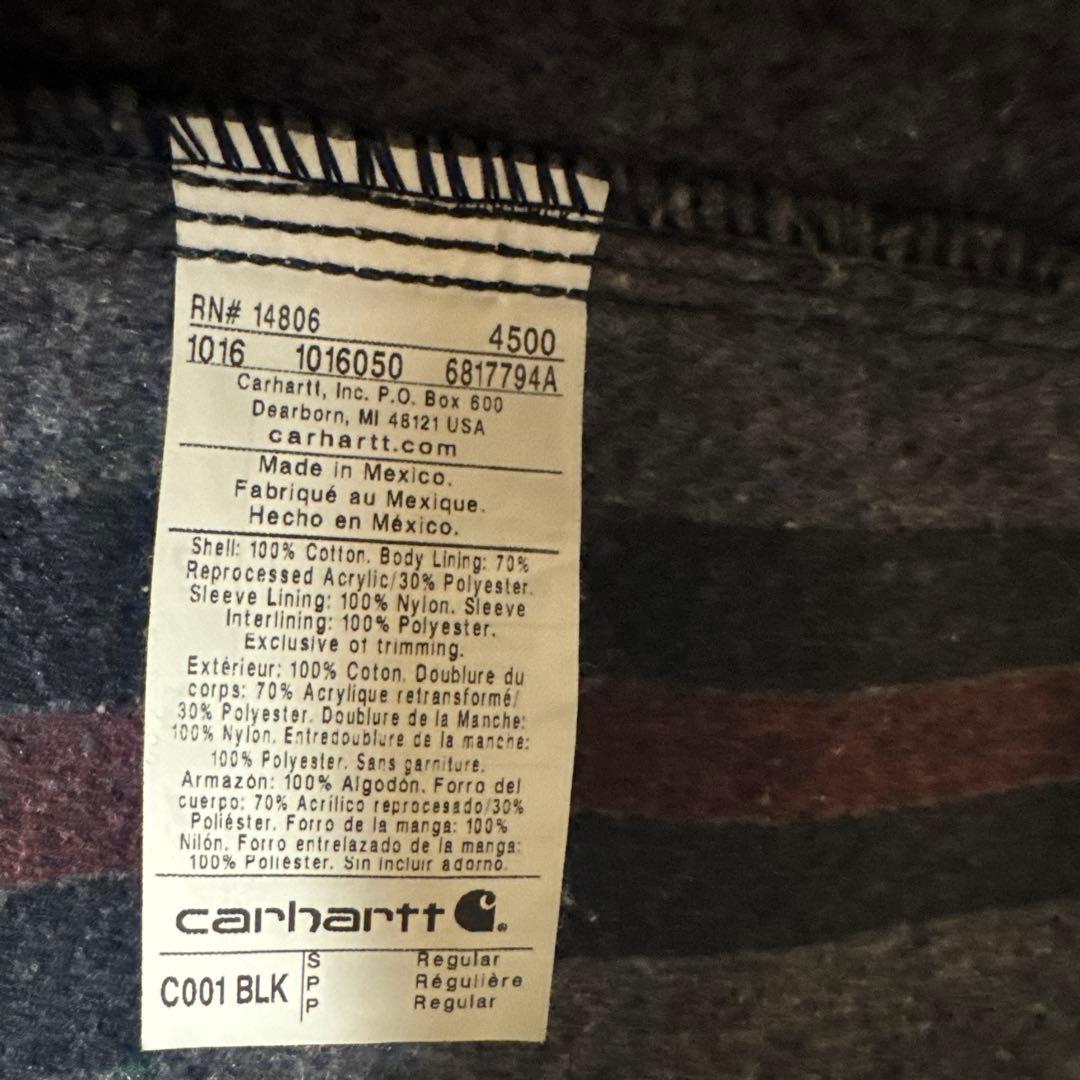 RN# 14806 4500
1016 1016050 6817794A
Carhartt, Inc. P.O. Box 600
Dearborn, MI 48121 USA
carhartt.com
Made in Mexico.
Fabriqué au Mexique.
Hecho en México.
Shell: 100% Cotton. Body Lining: 70%
Reprocessed Acrylic/30% Polyester.
Sleeve Lining: 100% Nylon. Sleeve
Interlining: 100% Polyester.
Exclusive of trimming.
Extérieur: 100% Coton. Doublure du
corps: 70% Acrylique retransformé/
30% Polyester. Doublure de la Manche:
100% Nylon. Entredoublure de la manche:
100% Polyester. Sans garniture.
Armazón: 100% Algodón. Forro del
cuerpo: 70% Acrílico reprocesado/30%
Poliéster. Forro de la manga: 100%
Nilón. Forro entrelazado de la manga:
100% Poliéster. Sin incluir adorno.
carhartt
C001 BLK
S Regular
P Régulière
P Regular